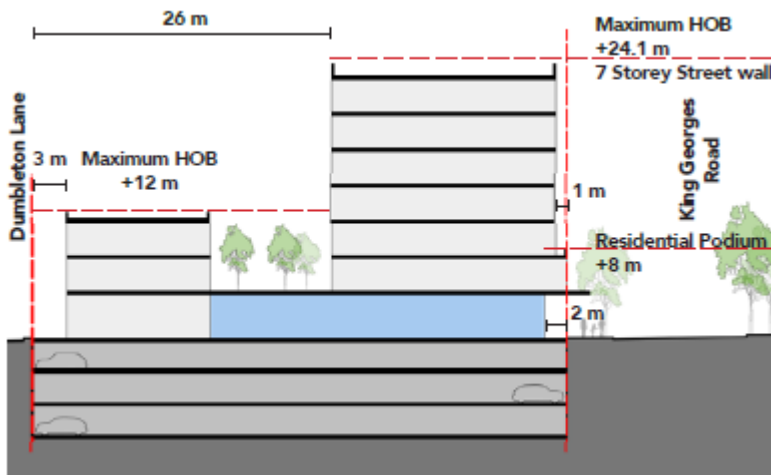 26 m
Maximum HOB
+24.1 m
7 Storey Street wall
Dumbleton Lane
3 m
Maximum HOB
+12 m
King Georges
Road
1 m
Residential Podium
+8 m
2 m